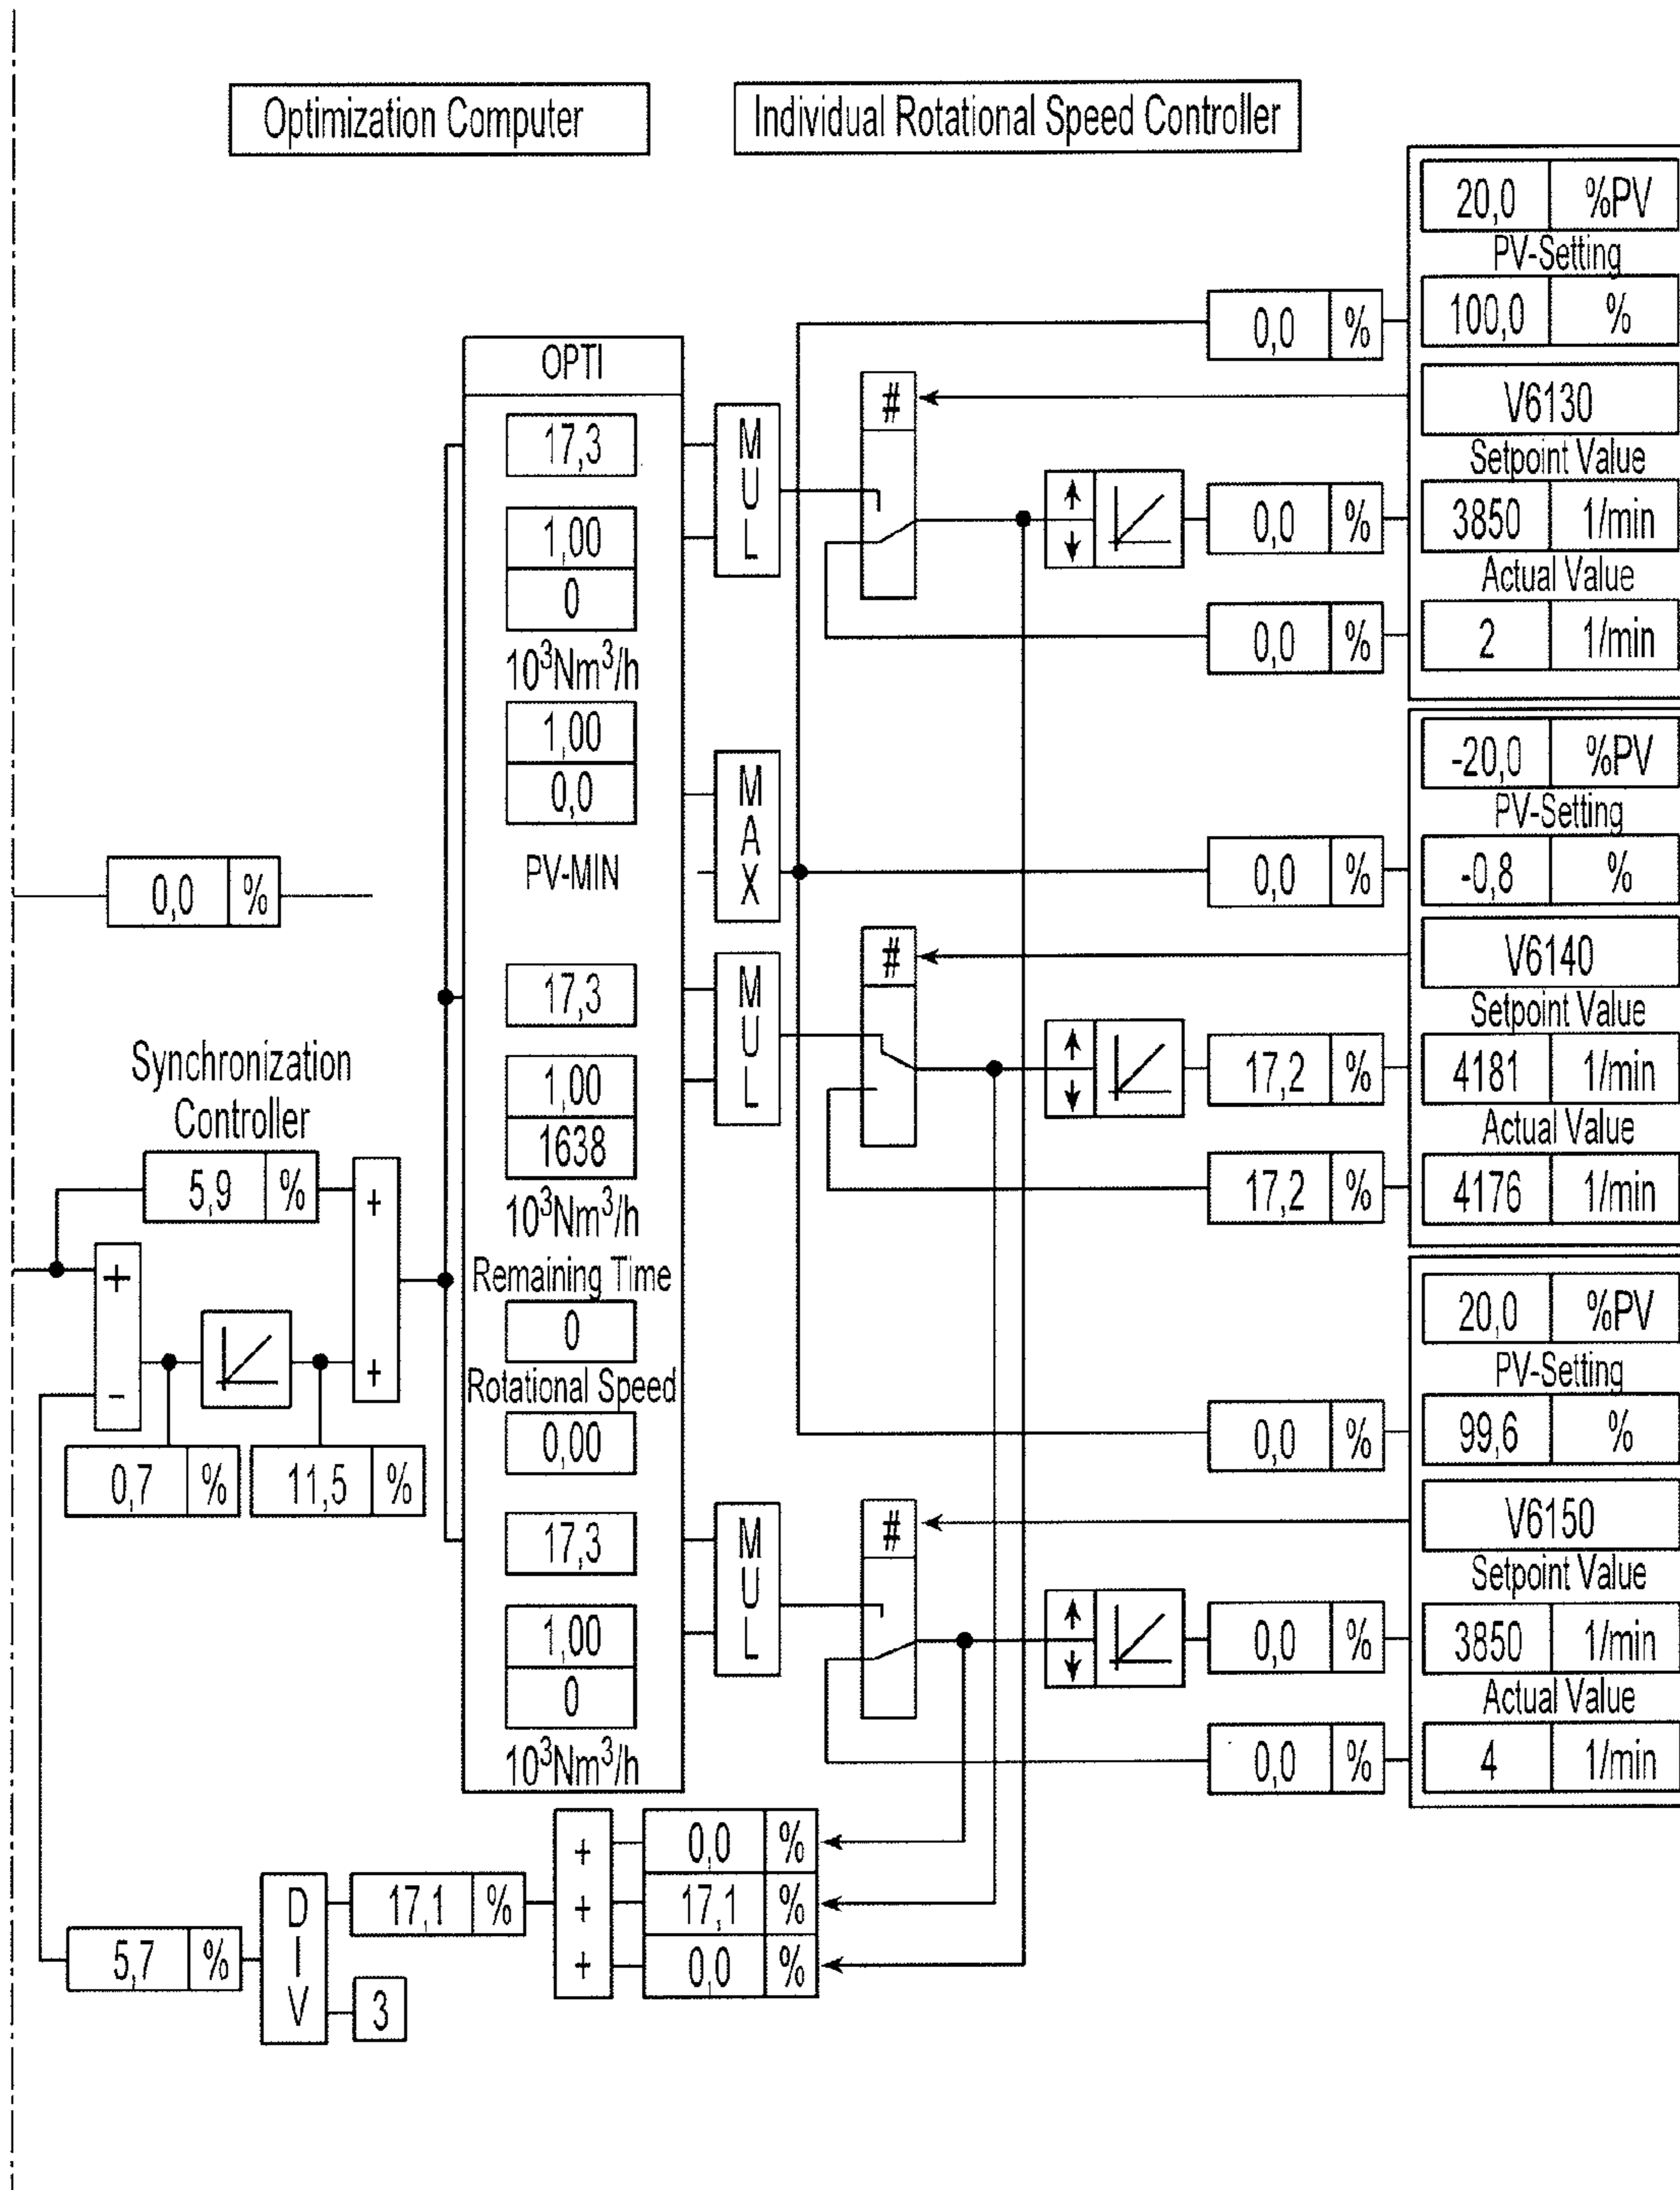 Optimization Computer
Individual Rotational Speed Controller
20,0 %PV
PV-Setting
0,0 %
100,0 %
V6130
Setpoint Value
0,0 %
3850 1/min
Actual Value
0,0 %
2 1/min
OPTI
17,3
1,00
0
10³Nm³/h
1,00
0,0
PV-MIN
17,3
1,00
1638
10³Nm³/h
Remaining Time
0
Rotational Speed
0,00
17,3
1,00
0
10³Nm³/h
MUL
MAX
MUL
MUL
#
#
#
-20,0 %PV
PV-Setting
0,0 %
-0,8 %
V6140
Setpoint Value
17,2 %
4181 1/min
Actual Value
17,2 %
4176 1/min
20,0 %PV
PV-Setting
0,0 %
99,6 %
V6150
Setpoint Value
0,0 %
3850 1/min
Actual Value
0,0 %
4 1/min
0,0 %
Synchronization
Controller
5,9 %
+
+
-
+
0,7 %
11,5 %
+ 0,0 %
+ 17,1 %
+ 0,0 %
17,1 %
DIV
5,7 %
3